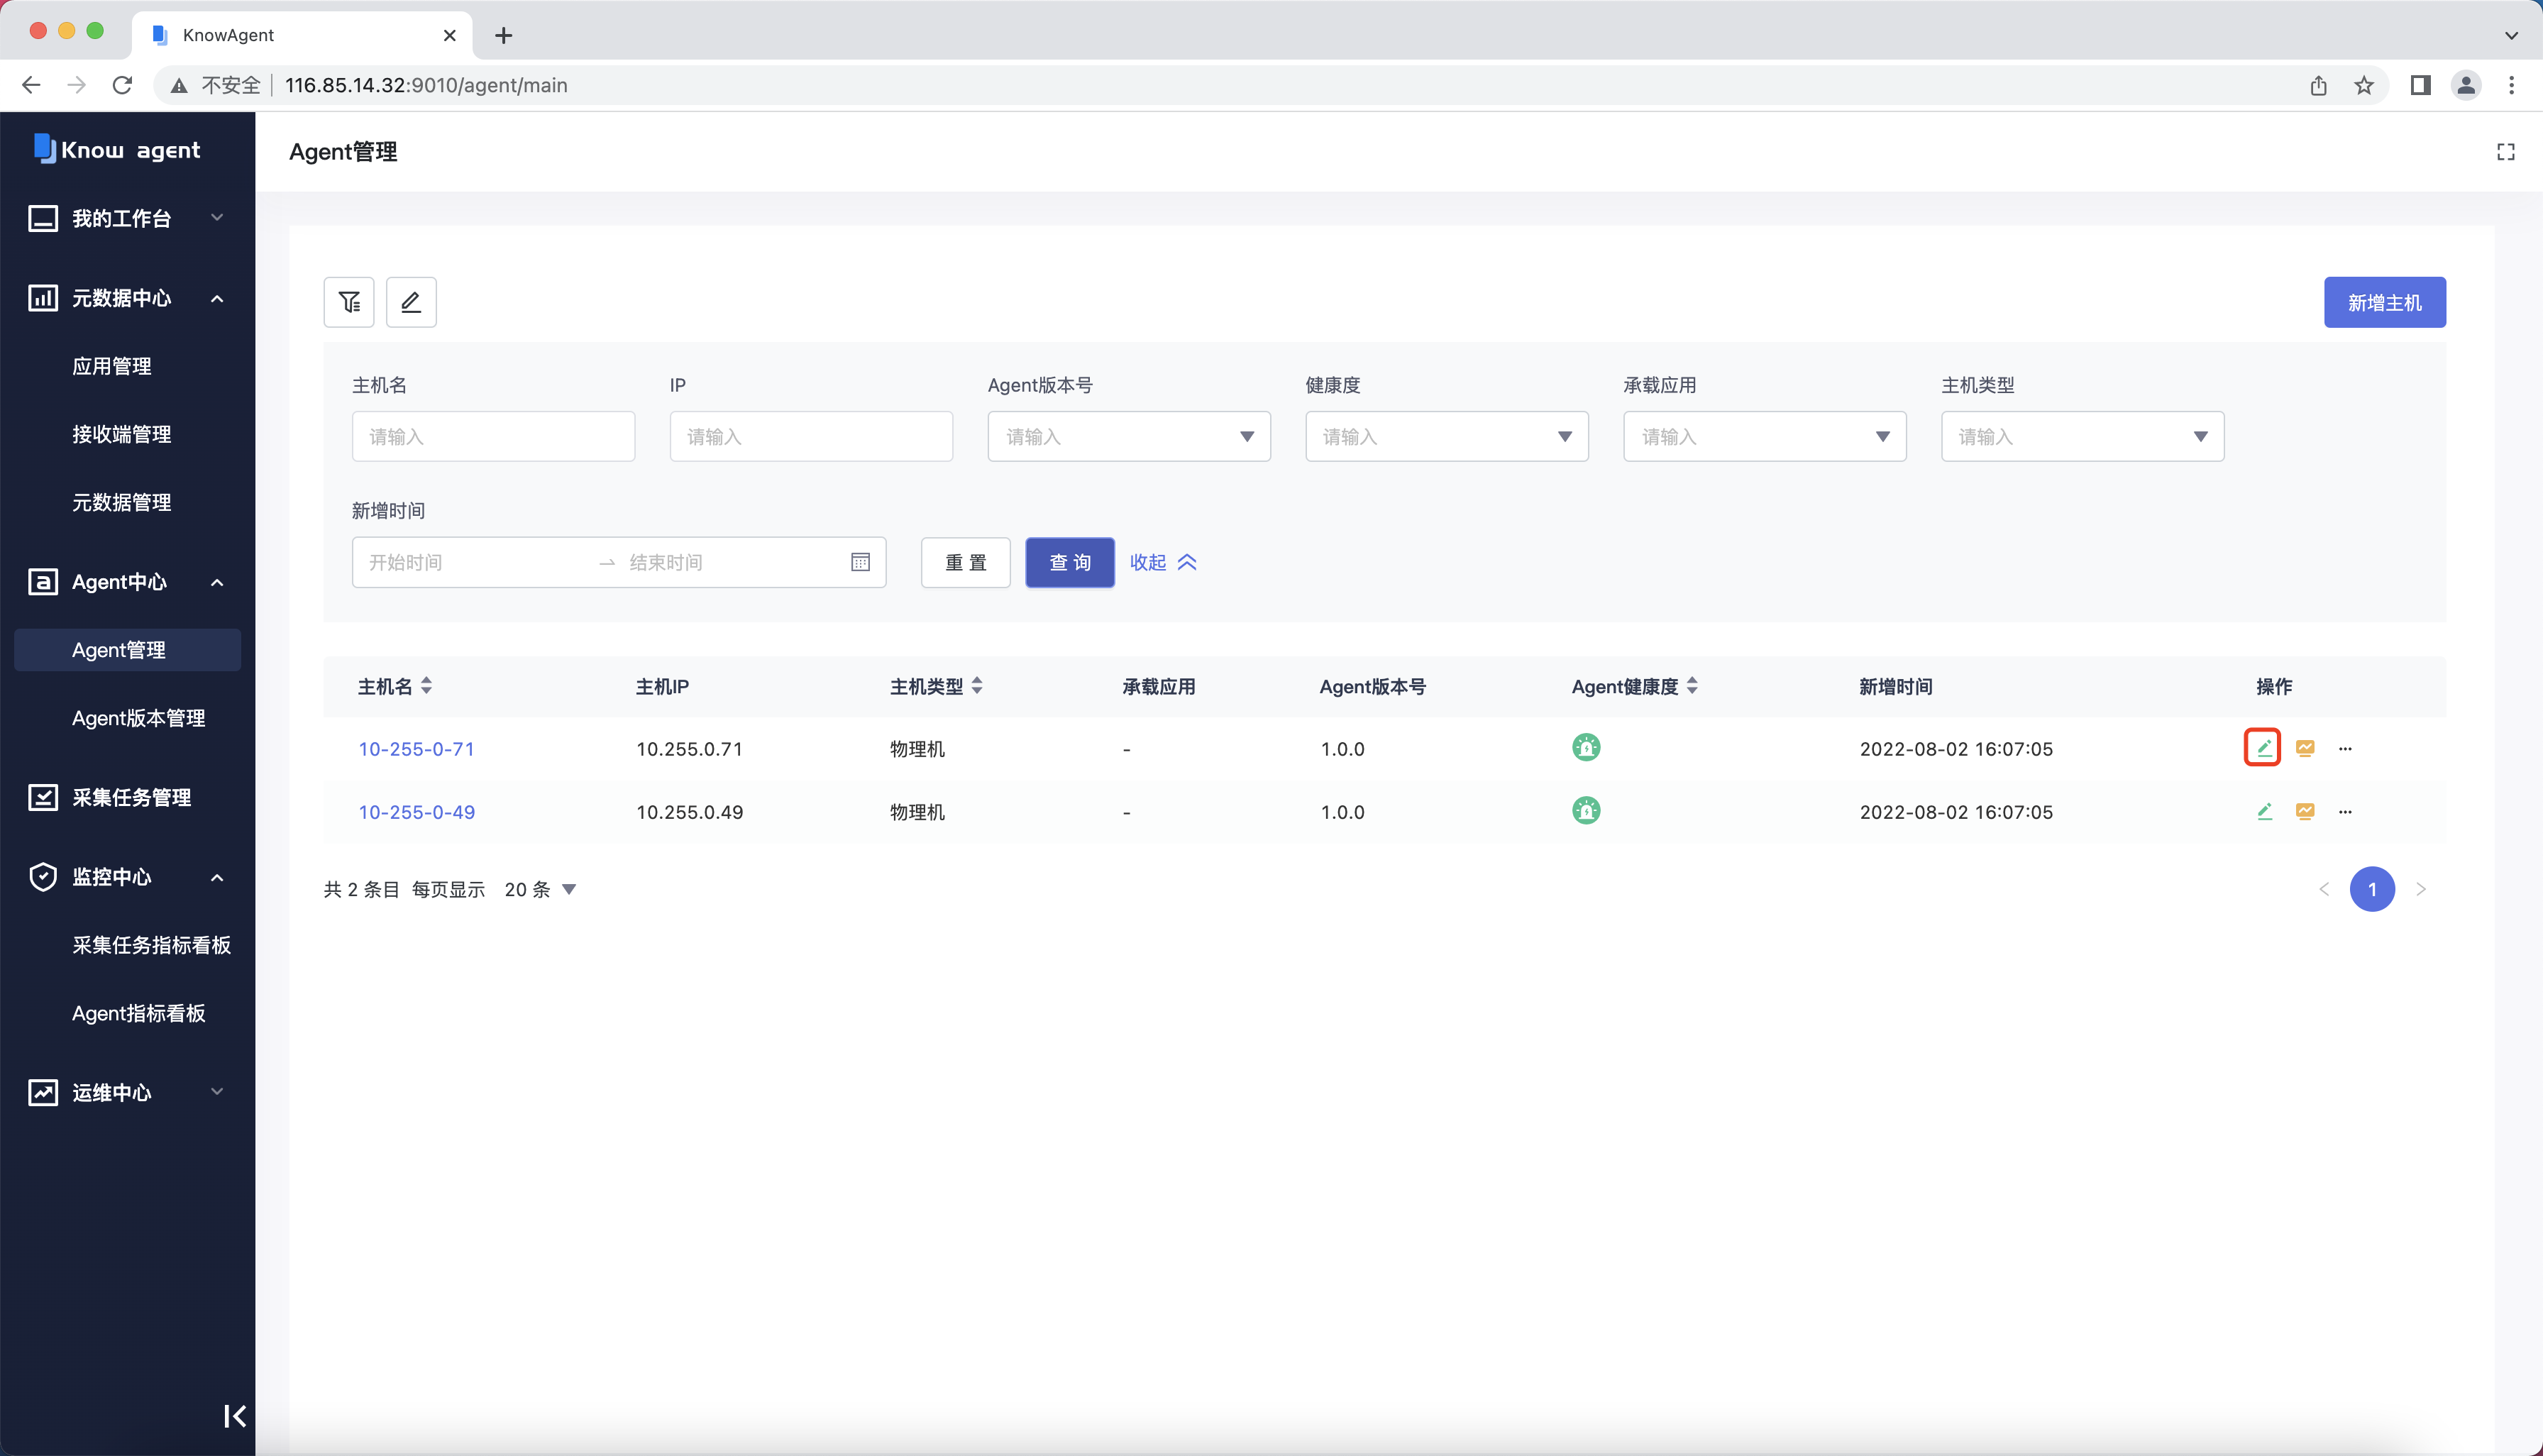 KnowAgent
不安全 116.85.14.32:9010/agent/main
Know agent
Agent管理
我的工作台
元数据中心
应用管理
接收端管理
元数据管理
Agent中心
Agent管理
Agent版本管理
采集任务管理
监控中心
采集任务指标看板
Agent指标看板
运维中心
新增主机
主机名 IP Agent版本号 健康度 承载应用 主机类型
请输入 请输入 请输入 请输入 请输入 请输入
新增时间
开始时间 结束时间 重 置 查 询 收起
主机名 主机IP 主机类型 承载应用 Agent版本号 Agent健康度 新增时间 操作
10-255-0-71 10.255.0.71 物理机 - 1.0.0 2022-08-02 16:07:05 ...
10-255-0-49 10.255.0.49 物理机 - 1.0.0 2022-08-02 16:07:05 ...
共 2 条目 每页显示 20 条 < 1 >